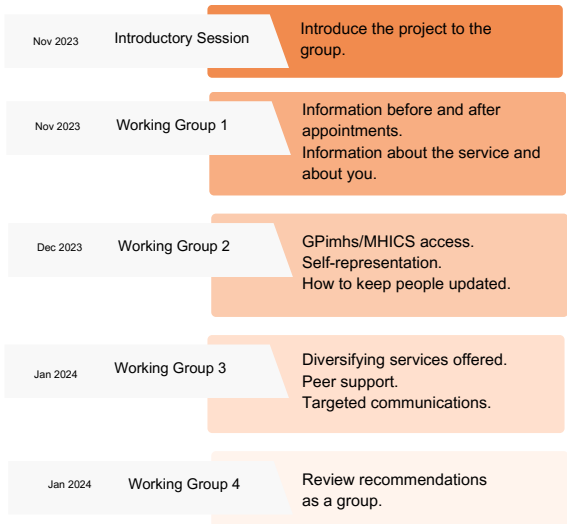 Nov 2023
Introductory Session
Introduce the project to the
group.
Nov 2023
Working Group 1
Information before and after
appointments.
Information about the service and
about you.
Dec 2023
Working Group 2
GPimhs/MHICS access.
Self-representation.
How to keep people updated.
Jan 2024
Working Group 3
Diversifying services offered.
Peer support.
Targeted communications.
Jan 2024
Working Group 4
Review recommendations
as a group.